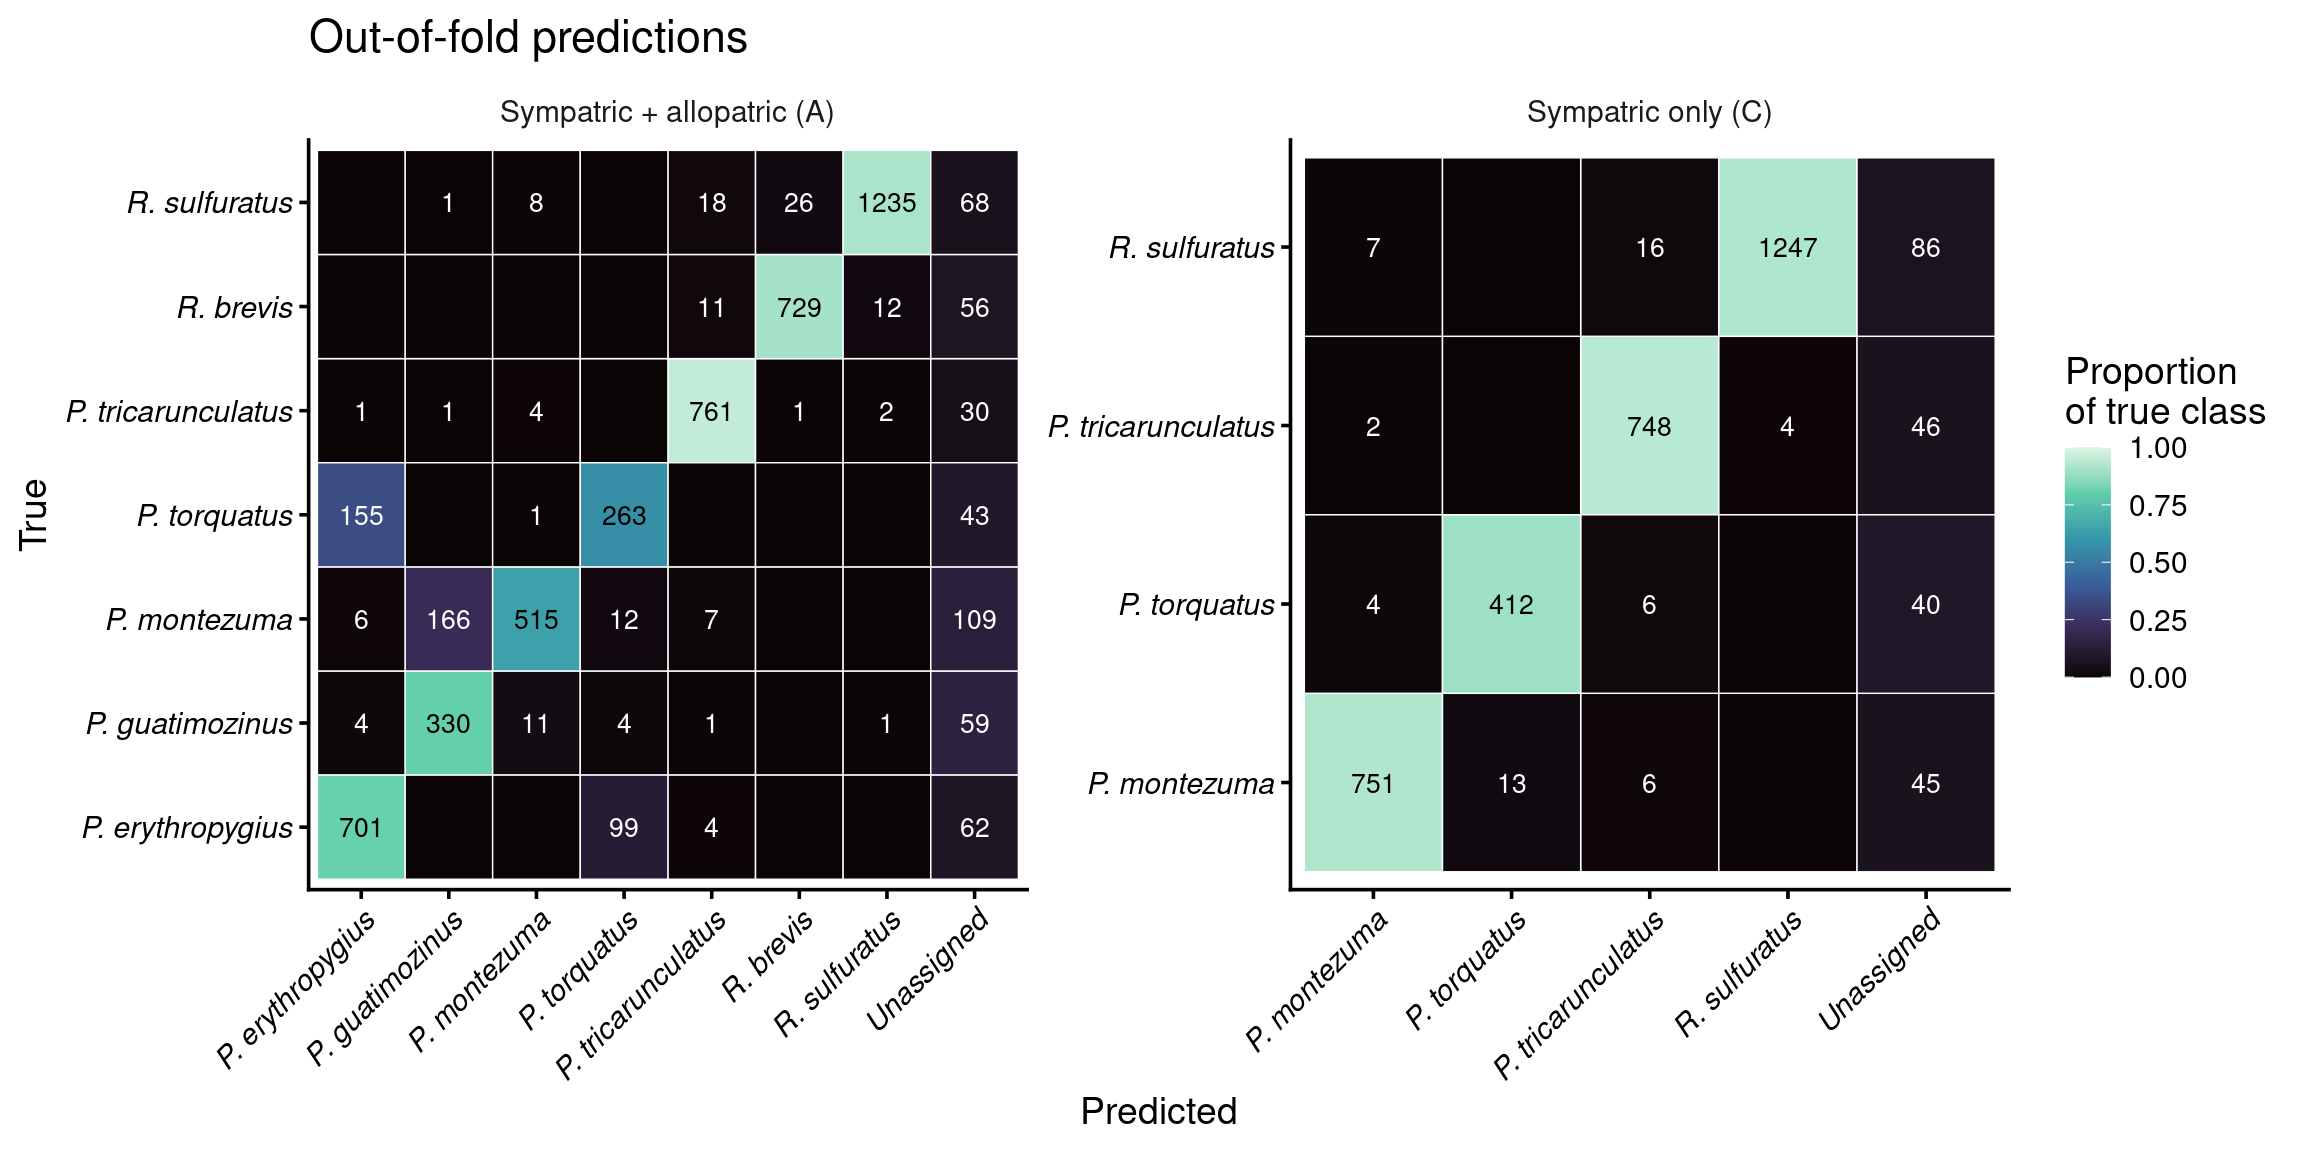 Out-of-fold predictions
Sympatric + allopatric (A)
R. sulfuratus 1 8 18 26 1235 68
R. brevis 11 729 12 56
P. tricarunculatus 1 1 4 761 1 2 30
P. torquatus 155 1 263 43
P. montezuma 6 166 515 12 7 109
P. guatimozinus 4 330 11 4 1 1 59
P. erythropygius 701 99 4 62
P. erythropygius P. guatimozinus P. montezuma P. torquatus P. tricarunculatus R. brevis R. sulfuratus Unassigned
True
Sympatric only (C)
R. sulfuratus 7 16 1247 86
P. tricarunculatus 2 748 4 46
P. torquatus 4 412 6 40
P. montezuma 751 13 6 45
P. montezuma P. torquatus P. tricarunculatus R. sulfuratus Unassigned
Predicted
Proportion
of true class
1.00
0.75
0.50
0.25
0.00